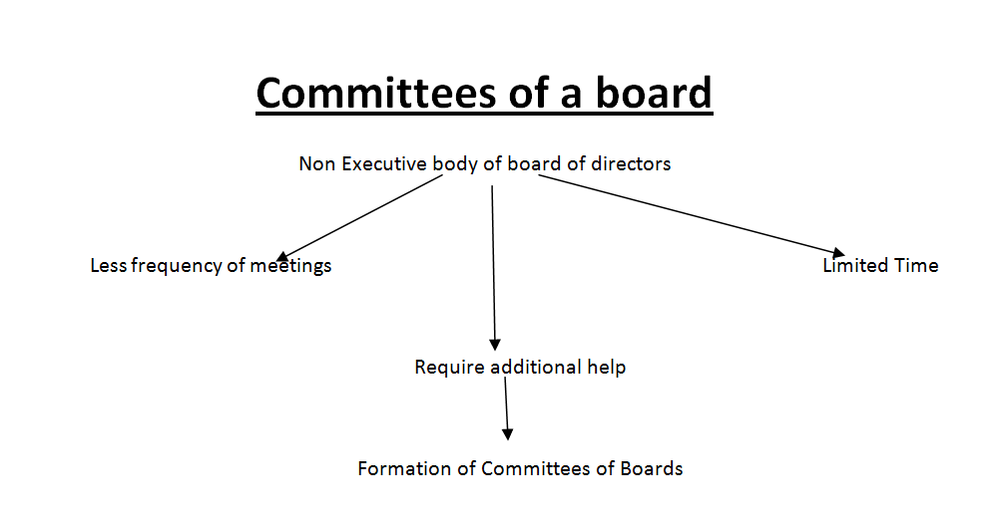 Committees of a board
Non Executive body of board of directors
Less frequency of meetings
Limited Time
Require additional help
Formation of Committees of Boards